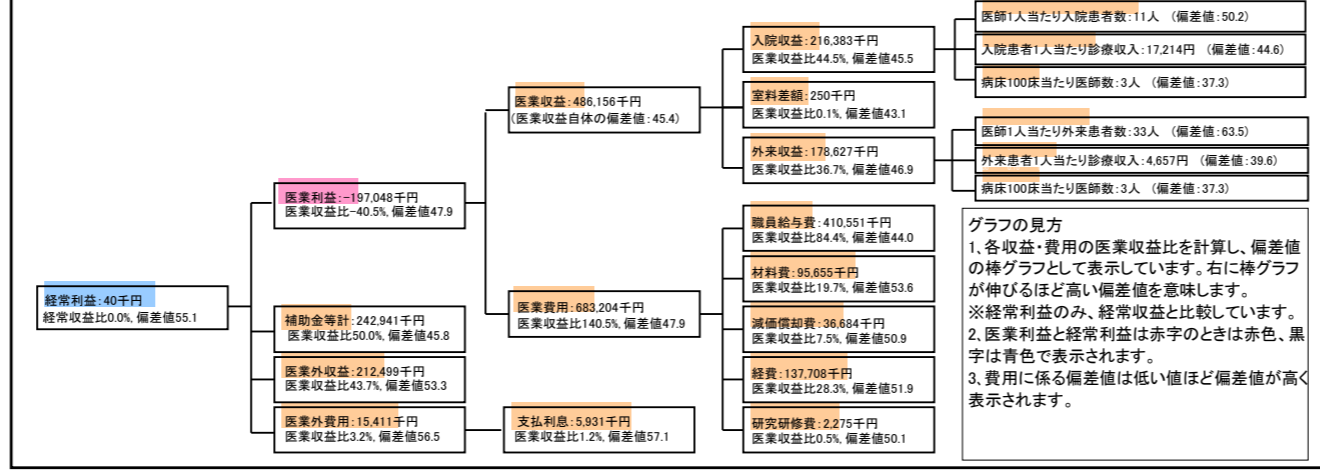 経常利益:40千円
経常収益比0.0%, 偏差値55.1
医業利益:-197,048千円
医業収益比-40.5%, 偏差値47.9
補助金等計:242,941千円
医業収益比50.0%, 偏差値45.8
医業外収益:212,499千円
医業収益比43.7%, 偏差値53.3
医業外費用:15,411千円
医業収益比3.2%, 偏差値56.5
医業収益:486,156千円
(医業収益自体の偏差値:45.4)
医業費用:683,204千円
医業収益比140.5%, 偏差値47.9
支払利息:5,931千円
医業収益比1.2%, 偏差値57.1
入院収益:216,383千円
医業収益比44.5%, 偏差値45.5
室料差額:250千円
医業収益比0.1%, 偏差値43.1
外来収益:178,627千円
医業収益比36.7%, 偏差値46.9
職員給与費:410,551千円
医業収益比84.4%, 偏差値44.0
材料費:95,655千円
医業収益比19.7%, 偏差値53.6
減価償却費:36,684千円
医業収益比7.5%, 偏差値50.9
経費:137,708千円
医業収益比28.3%, 偏差値51.9
研究研修費:2,275千円
医業収益比0.5%, 偏差値50.1
医師1人当たり入院患者数:11人 (偏差値:50.2)
入院患者1人当たり診療収入:17,214円 (偏差値:44.6)
病床100床当たり医師数:3人 (偏差値:37.3)
医師1人当たり外来患者数:33人 (偏差値:63.5)
外来患者1人当たり診療収入:4,657円 (偏差値:39.6)
病床100床当たり医師数:3人 (偏差値:37.3)
グラフの見方
1、各収益・費用の医業収益比を計算し、偏差値
の棒グラフとして表示しています。右に棒グラフ
が伸びるほど高い偏差値を意味します。
※経常利益のみ、経常収益と比較しています。
2、医業利益と経常利益は赤字のときは赤色、黒
字は青色で表示されます。
3、費用に係る偏差値は低い値ほど偏差値が高く
表示されます。